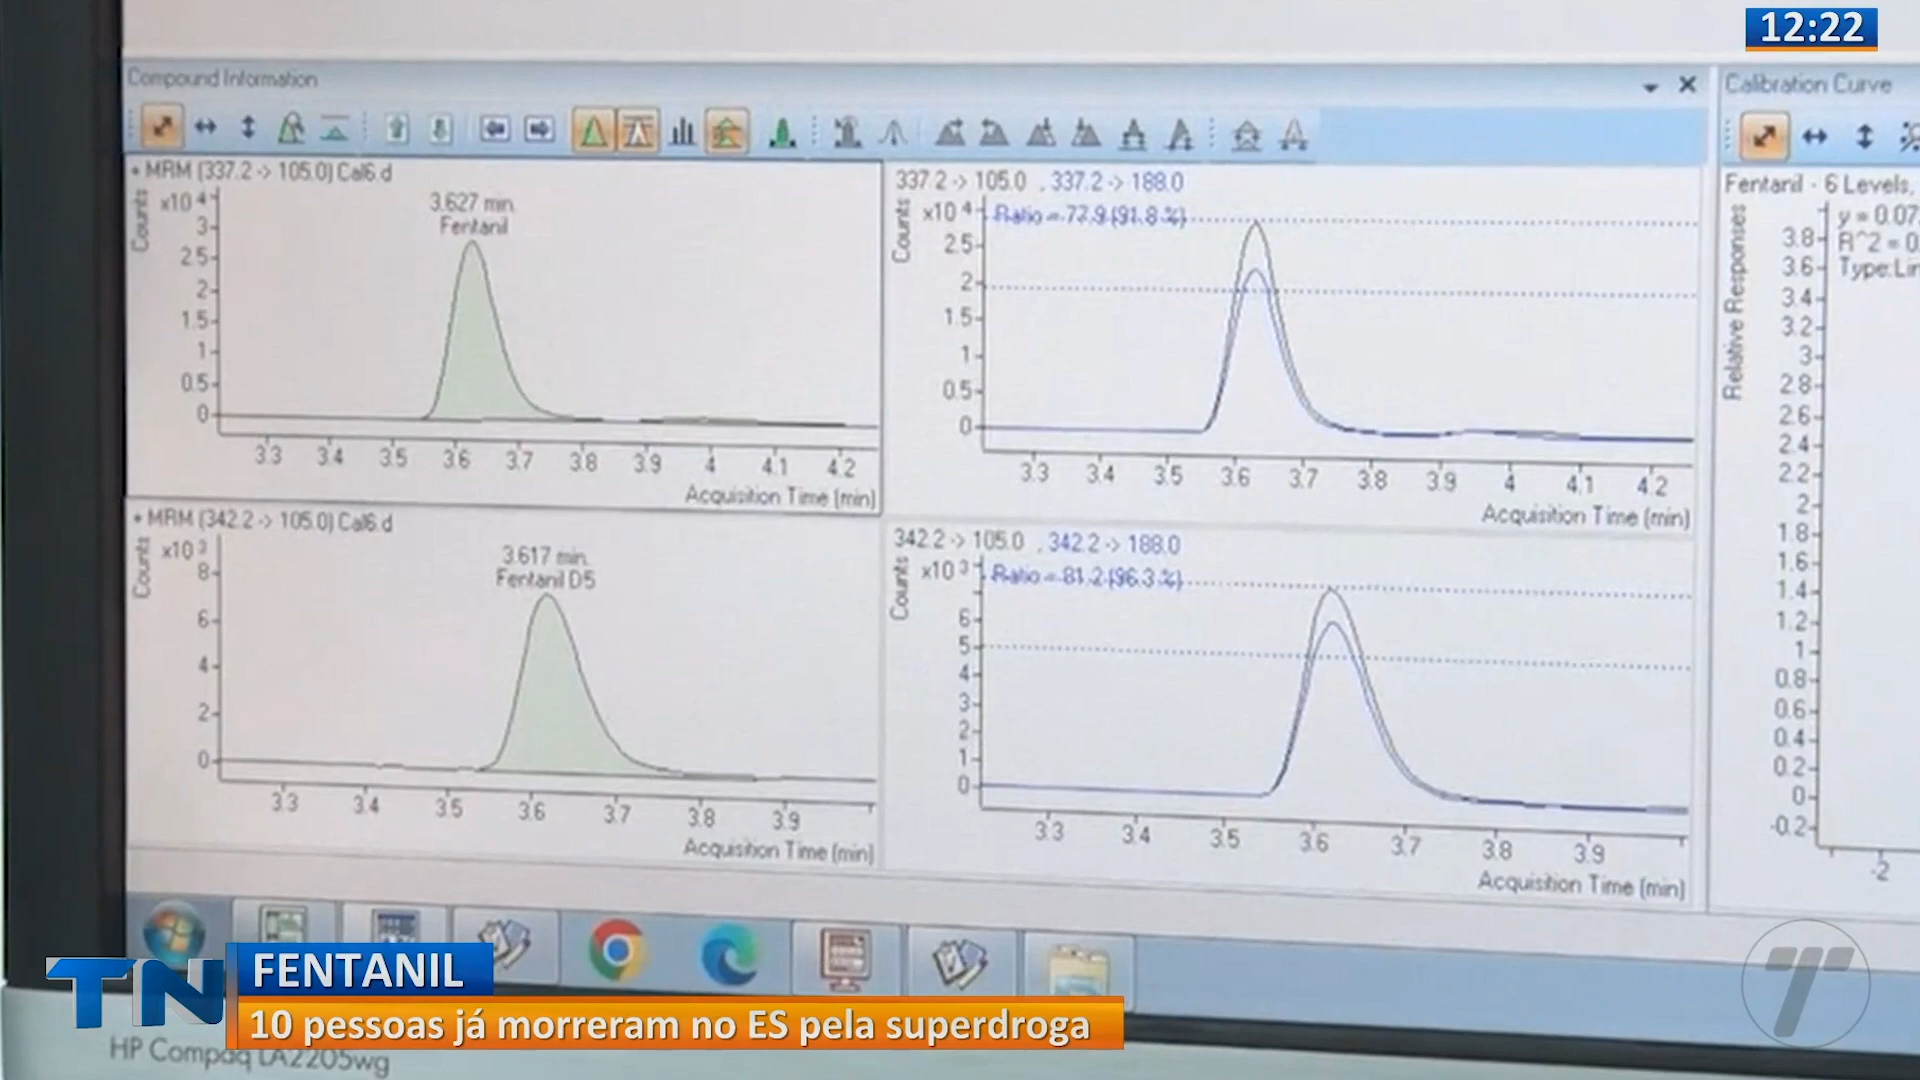 12:22
Compound Information
Calibration Curve
+ MRM (337.2 -> 105.0) Cal6.d
Counts
x10 4
3.627 min.
Fentanil
3
2.5
2
1.5
1
0.5
0
3.3 3.4 3.5 3.6 3.7 3.8 3.9 4 4.1 4.2
Acquisition Time (min)
337.2 -> 105.0 , 337.2 -> 188.0
Counts
x10 4
Ratio = 77.9 (91.8 %)
2.5
2
1.5
1
0.5
0
3.3 3.4 3.5 3.6 3.7 3.8 3.9 4 4.1 4.2
Acquisition Time (min)
+ MRM (342.2 -> 105.0) Cal6.d
Counts
x10 3
3.617 min.
Fentanil D5
8
6
4
2
0
3.3 3.4 3.5 3.6 3.7 3.8 3.9
Acquisition Time (min)
342.2 -> 105.0 , 342.2 -> 188.0
Counts
x10 3
Ratio = 81.2 (96.3 %)
6
5
4
3
2
1
0
3.3 3.4 3.5 3.6 3.7 3.8 3.9
Acquisition Time (min)
Fentanil - 6 Levels,
Relative Responses
y = 0.07
R^2 = 0
Type:Lin
3.8
3.6
3.4
3.2
3
2.8
2.6
2.4
2.2
2
1.8
1.6
1.4
1.2
1
0.8
0.6
0.4
0.2
0
-0.2
-2
TN
FENTANIL
10 pessoas já morreram no ES pela superdroga
HP Compaq LA2205wg